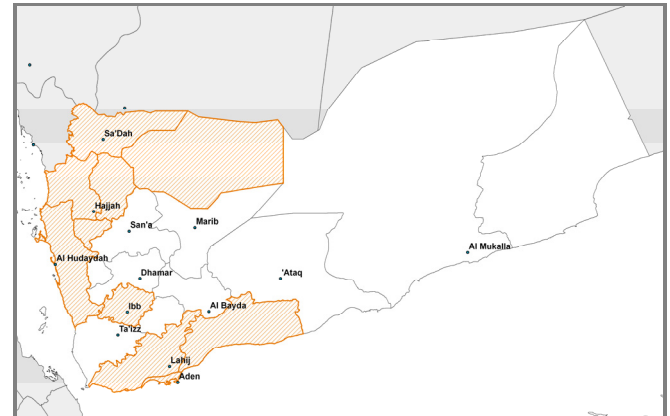 Sa'Dah
Hajjah
San'a
Marib
Al Hudaydah
Al Mukalla
Dhamar
'Ataq
Ibb
Al Bayda
Ta'izz
Lahij
Aden